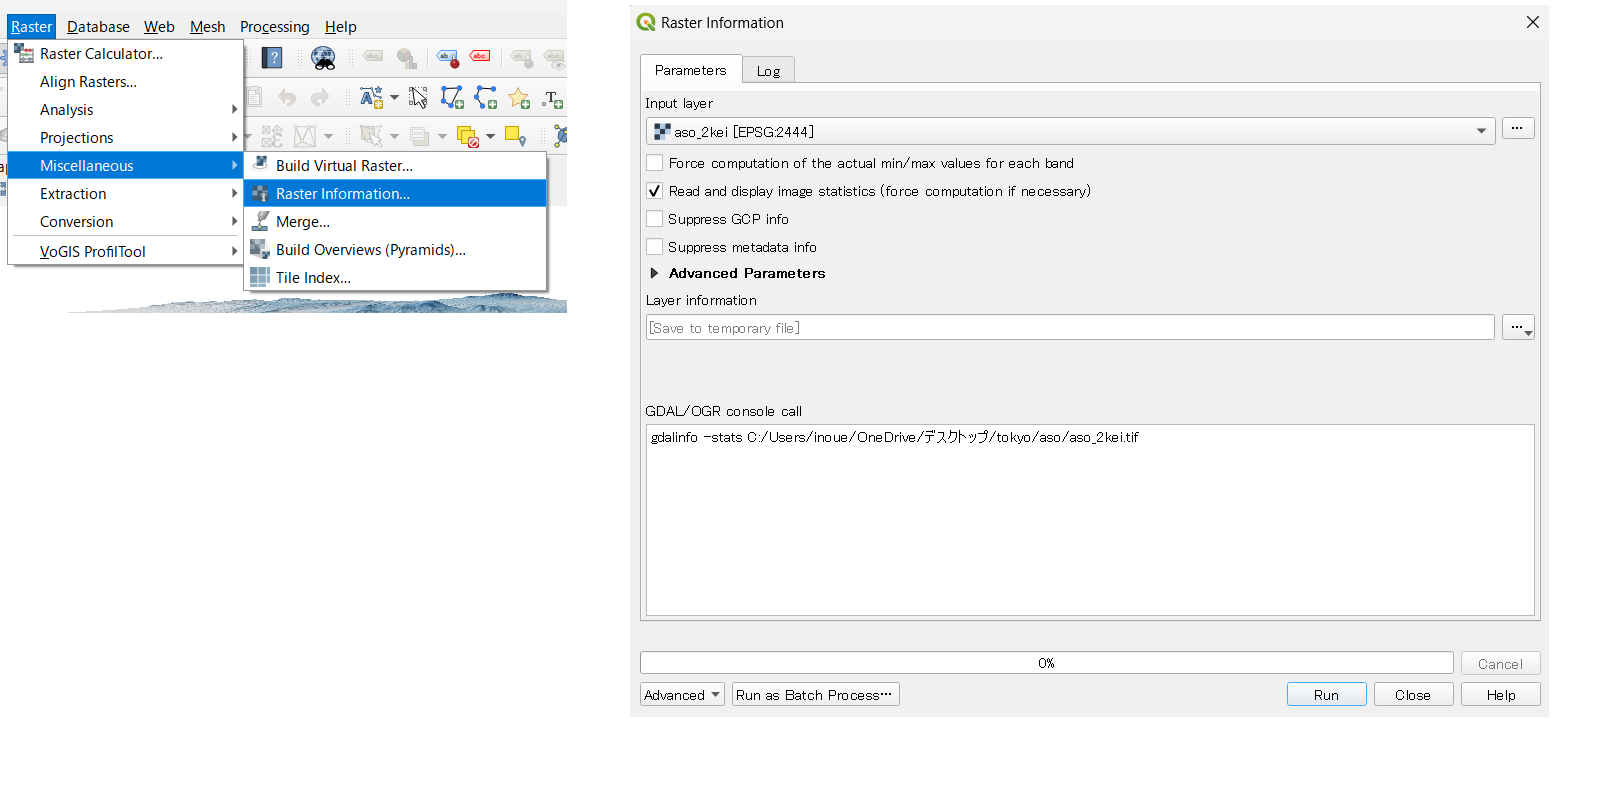 Raster Database Web Mesh Processing Help
Raster Calculator...
Align Rasters...
Analysis
Projections
Miscellaneous
Extraction
Conversion
VoGIS ProfilTool
Build Virtual Raster...
Raster Information...
Merge...
Build Overviews (Pyramids)...
Tile Index...
Raster Information
Parameters Log
Input layer
aso_2kei [EPSG:2444]
Force computation of the actual min/max values for each band
Read and display image statistics (force computation if necessary)
Suppress GCP info
Suppress metadata info
Advanced Parameters
Layer information
[Save to temporary file]
GDAL/OGR console call
gdalinfo -stats C:/Users/inoue/OneDrive/デスクトップ/tokyo/aso/aso_2kei.tif
0%
Cancel
Advanced Run as Batch Process… Run Close Help